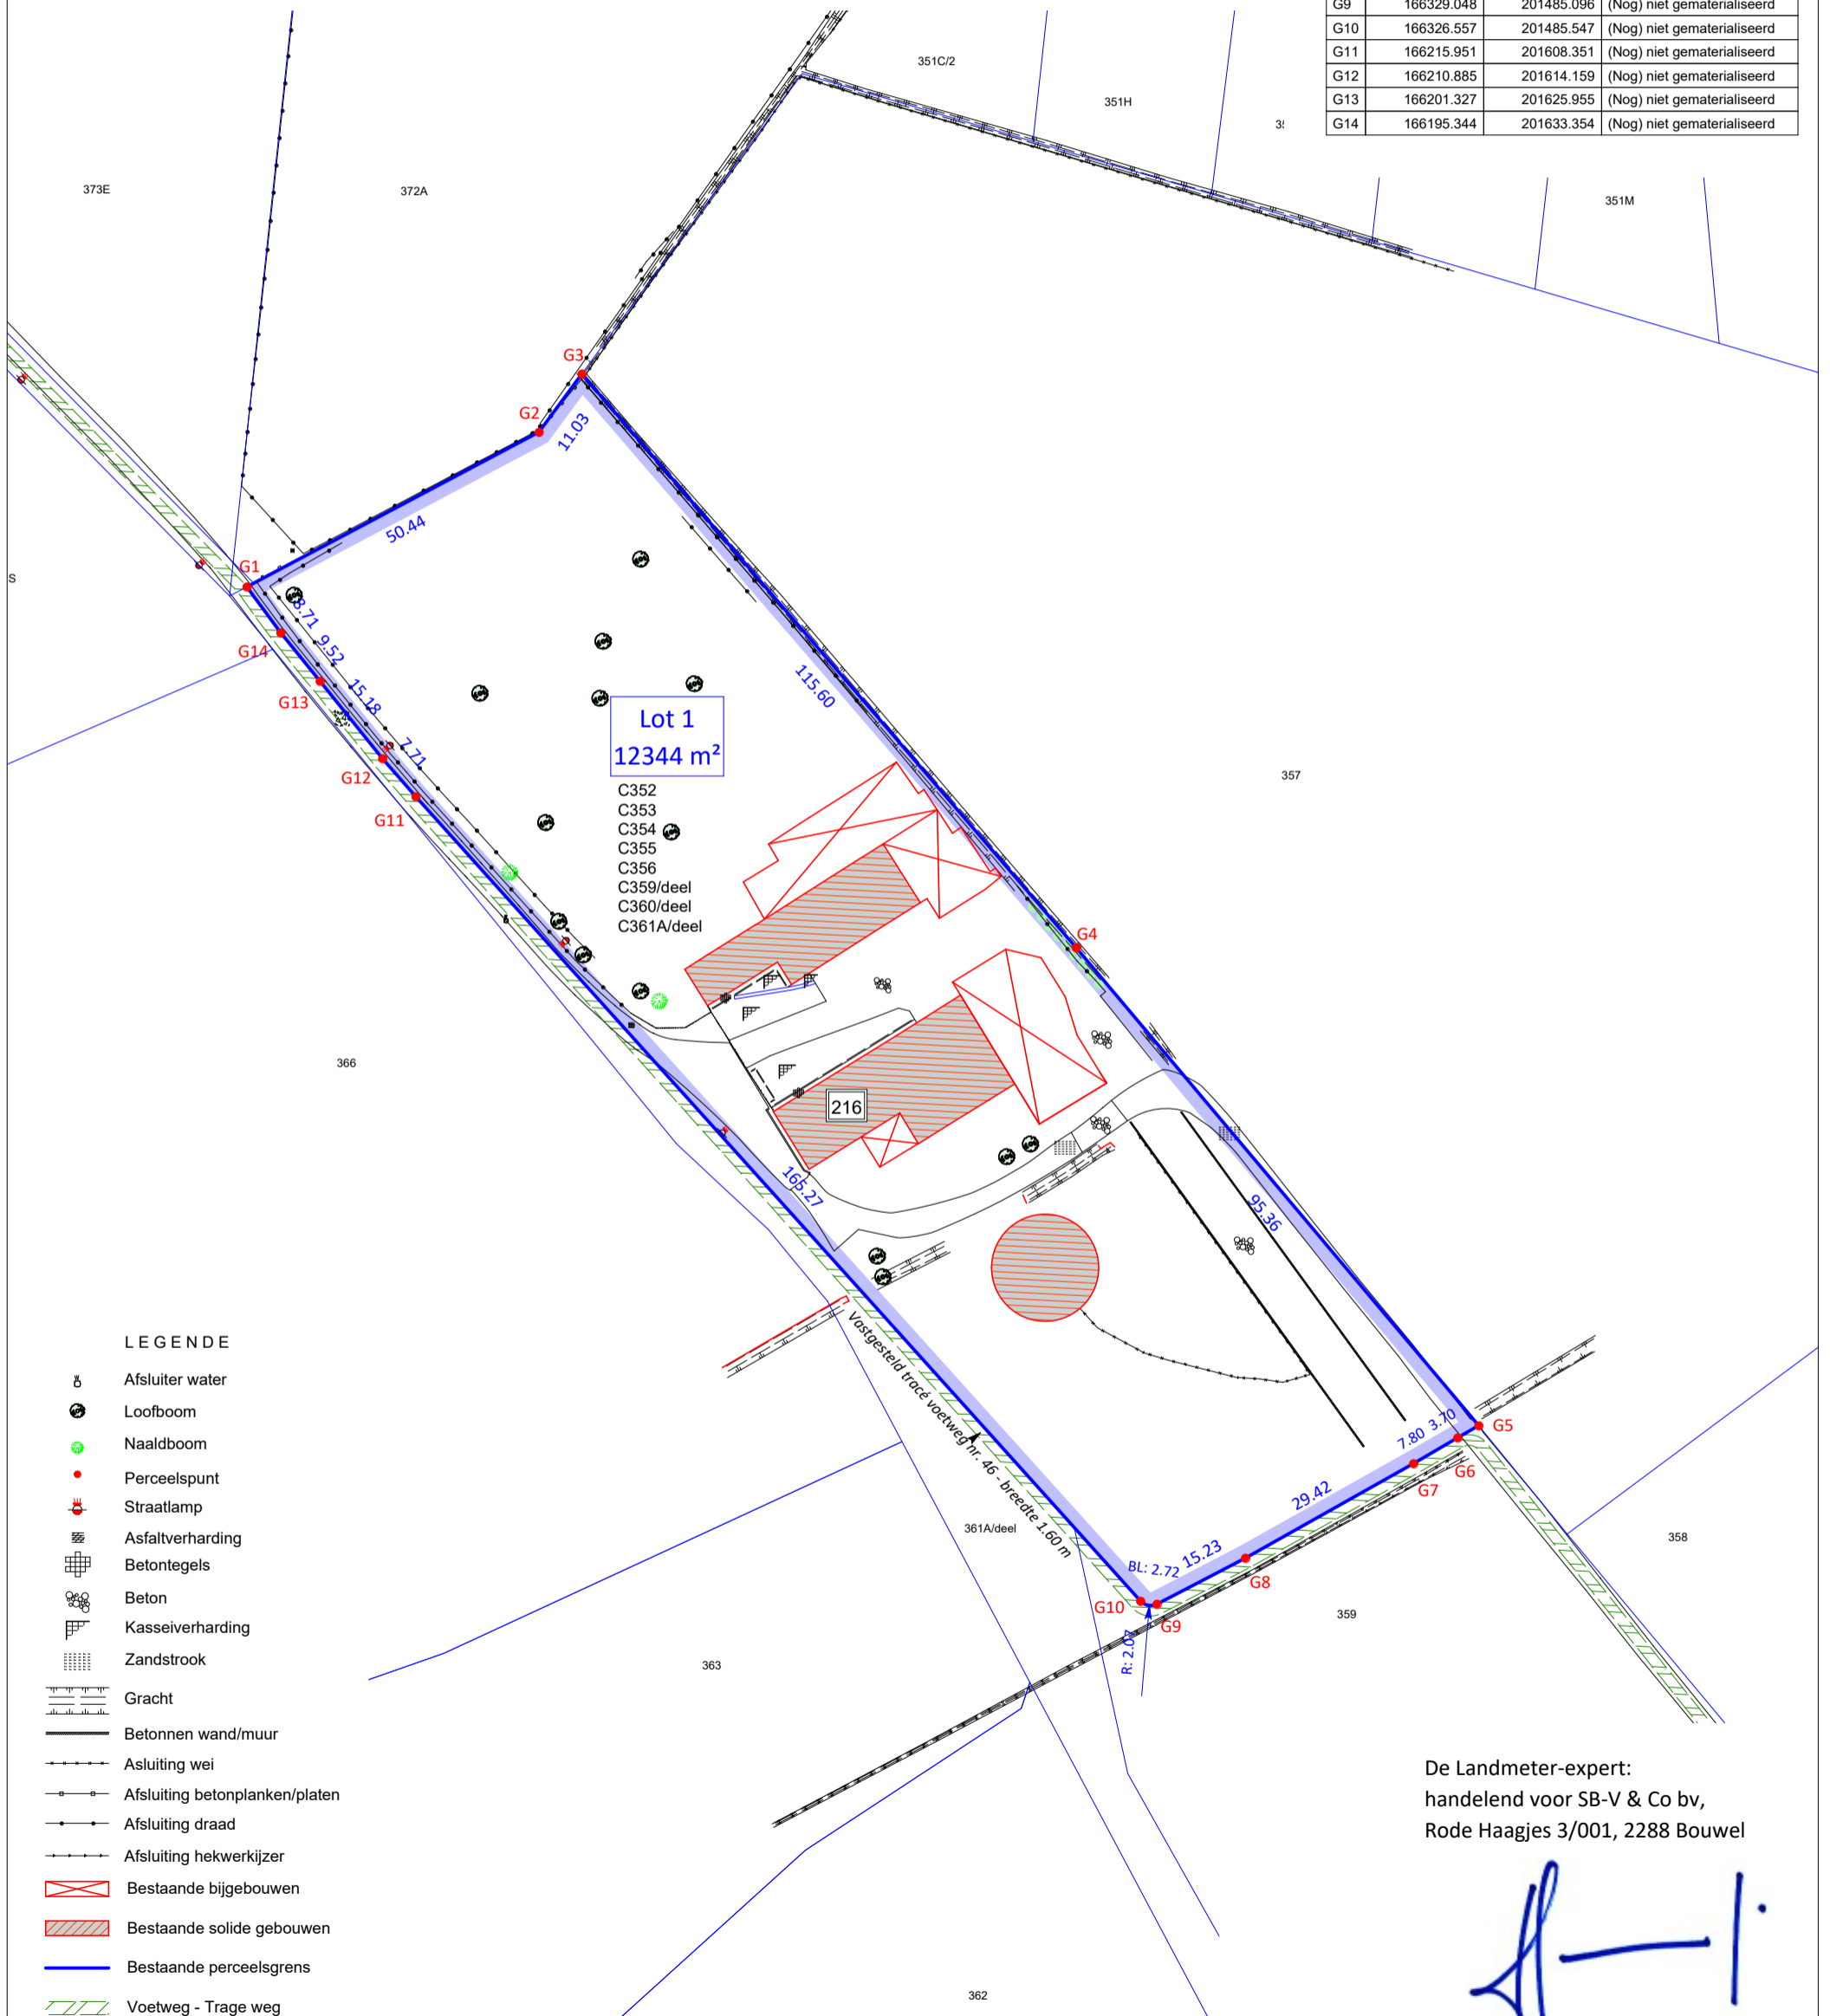 G9 166329.048 201485.096 (Nog) niet gematerialiseerd
G10 166326.557 201485.547 (Nog) niet gematerialiseerd
G11 166215.951 201608.351 (Nog) niet gematerialiseerd
G12 166210.885 201614.159 (Nog) niet gematerialiseerd
G13 166201.327 201625.955 (Nog) niet gematerialiseerd
G14 166195.344 201633.354 (Nog) niet gematerialiseerd
351C/2
351H
351M
373E
372A
G3
G2
11.03
50.44
G1
S
8.71
9.52
G14
15.18
G13
7.71
G12
G11
115.60
Lot 1
12344 m²
C352
C353
C354
C355
C356
C359/deel
C360/deel
C361A/deel
357
G4
366
216
165.27
95.36
Vastgesteld tracé voetweg nr. 46 - breedte 1.60 m
G5
3.70
7.80
G6
G7
29.42
361A/deel
15.23
BL: 2.72
G8
G10
G9
R: 2.07
358
359
363
362
LEGENDE
Afsluiter water
Loofboom
Naaldboom
Perceelspunt
Straatlamp
Asfaltverharding
Betontegels
Beton
Kasseiverharding
Zandstrook
Gracht
Betonnen wand/muur
Asluiting wei
Afsluiting betonplanken/platen
Afsluiting draad
Afsluiting hekwerkijzer
Bestaande bijgebouwen
Bestaande solide gebouwen
Bestaande perceelsgrens
Voetweg - Trage weg
De Landmeter-expert:
handelend voor SB-V & Co bv,
Rode Haagjes 3/001, 2288 Bouwel